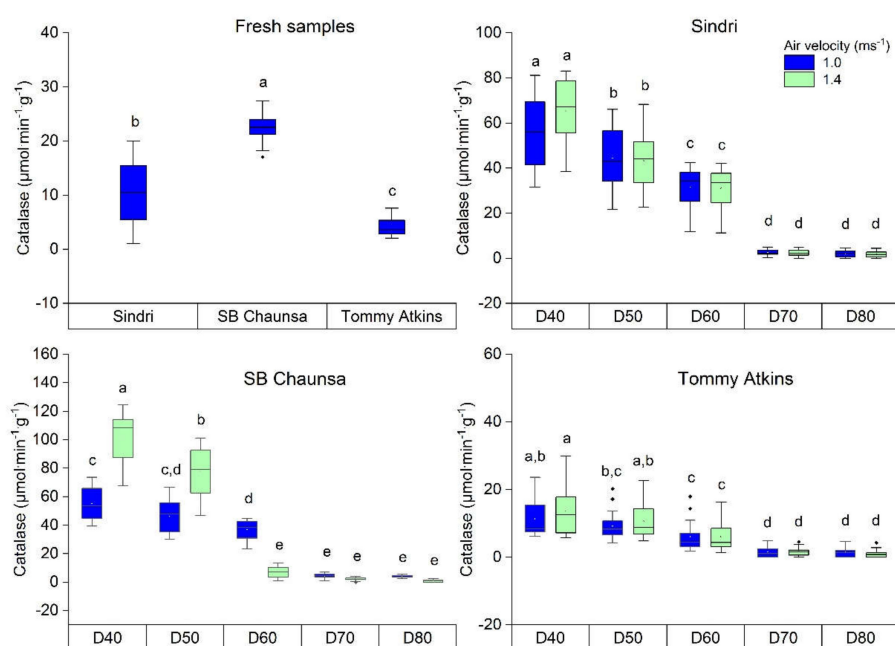 Fresh samples
Catalase (µmol·min⁻¹·g⁻¹)
40
30
20
10
0
-10
b
a
c
Sindri
SB Chaunsa
Tommy Atkins
Sindri
Air velocity (ms⁻¹)
1.0
1.4
Catalase (µmol·min⁻¹·g⁻¹)
100
80
60
40
20
0
-20
a
a
b
b
c
c
d
d
d
d
D40
D50
D60
D70
D80
SB Chaunsa
Catalase (µmol·min⁻¹·g⁻¹)
160
140
120
100
80
60
40
20
0
-20
c
a
c,d
b
d
e
e
e
e
e
D40
D50
D60
D70
D80
Tommy Atkins
Catalase (µmol·min⁻¹·g⁻¹)
60
40
20
0
-20
a,b
a
b,c
a,b
c
c
d
d
d
d
D40
D50
D60
D70
D80